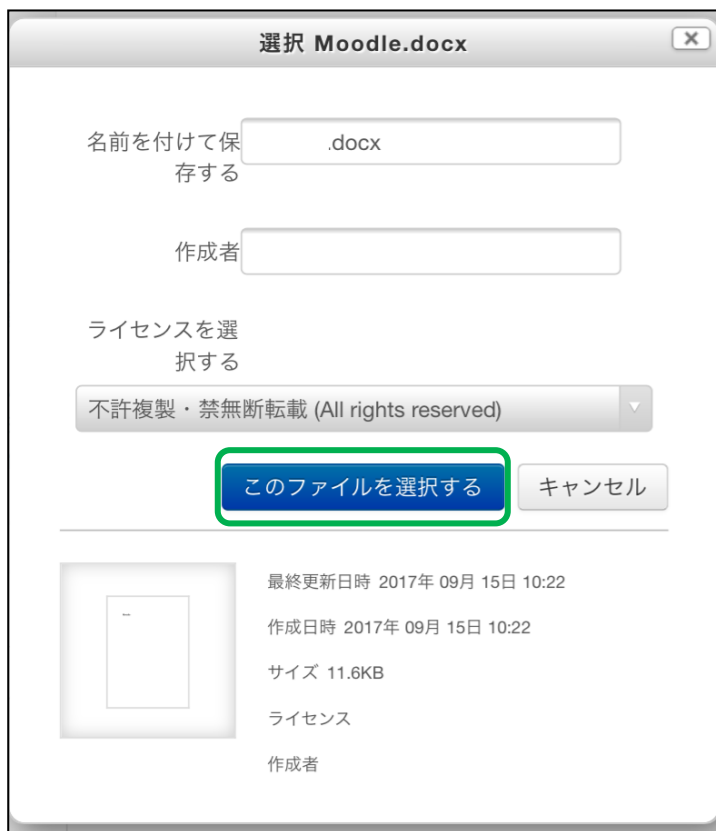 選択 Moodle.docx
名前を付けて保
存する
.docx
作成者
ライセンスを選
択する
不許複製・禁無断転載 (All rights reserved)
このファイルを選択する
キャンセル
最終更新日時 2017年 09月 15日 10:22
作成日時 2017年 09月 15日 10:22
サイズ 11.6KB
ライセンス
作成者